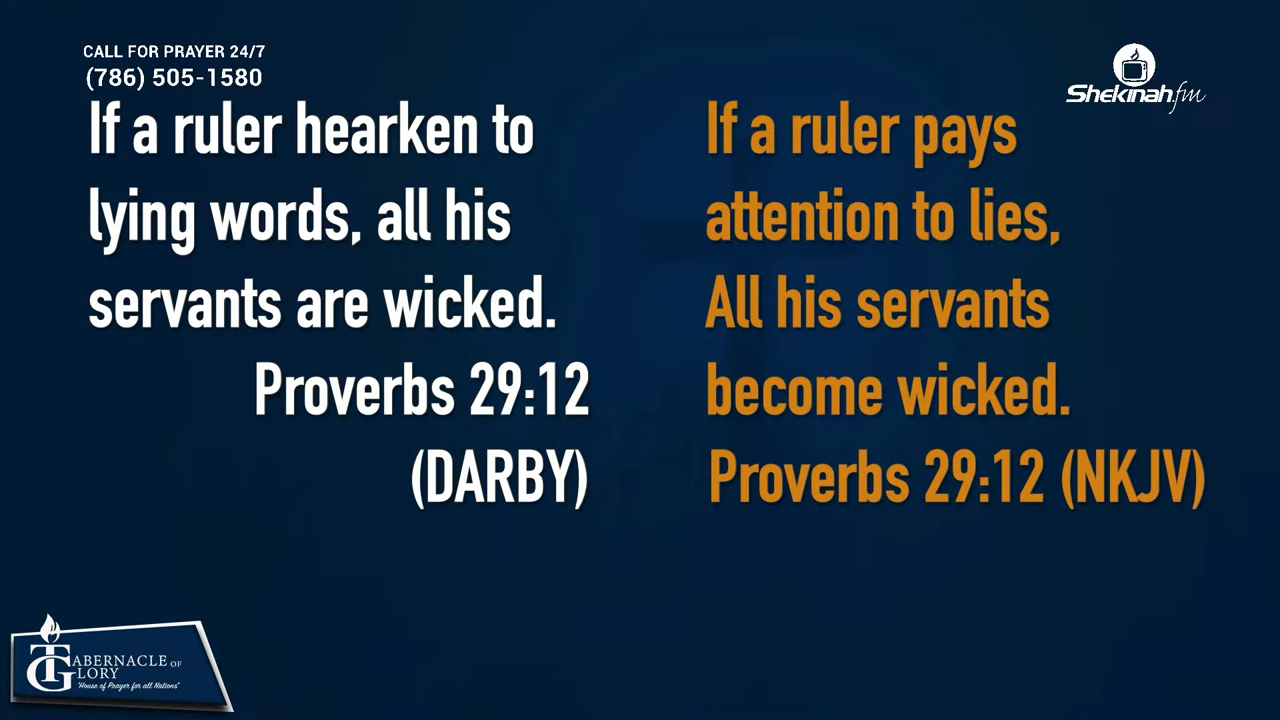 CALL FOR PRAYER 24/7
(786) 505-1580
Shekinah.fm
If a ruler hearken to
lying words, all his
servants are wicked.
Proverbs 29:12
(DARBY)
If a ruler pays
attention to lies,
All his servants
become wicked.
Proverbs 29:12 (NKJV)
TABERNACLE OF
GLORY
"House of Prayer for all Nations"